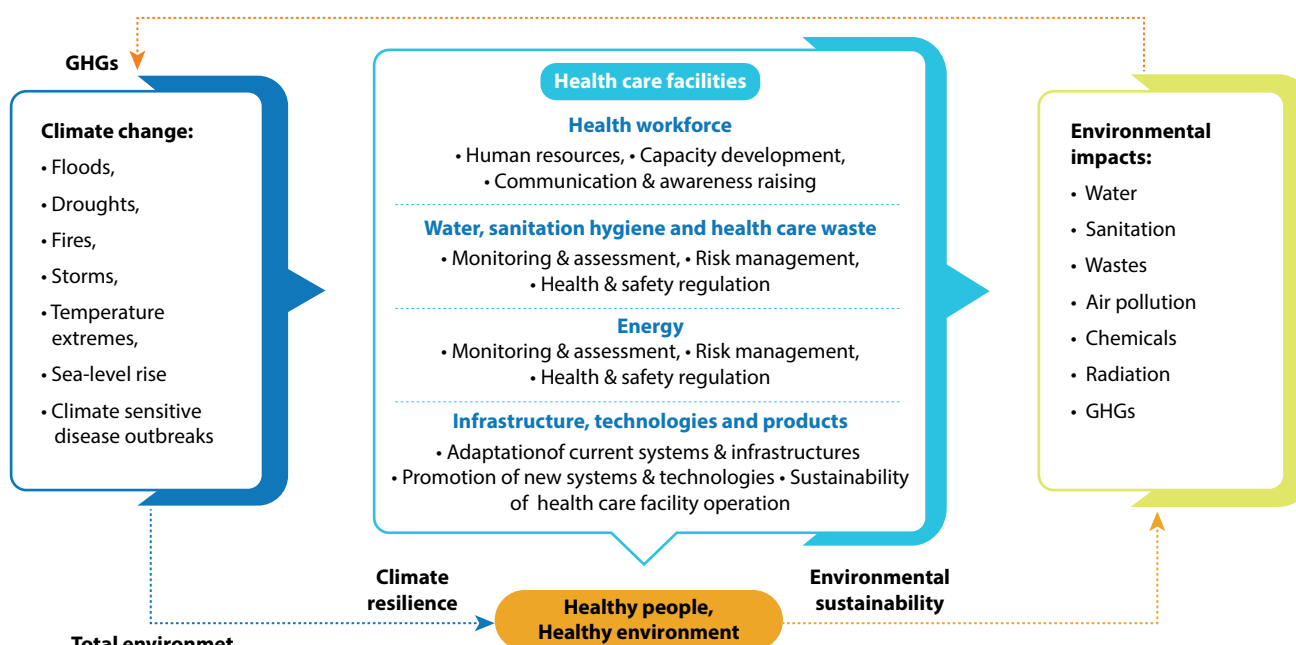 GHGs
Climate change:
• Floods,
• Droughts,
• Fires,
• Storms,
• Temperature
extremes,
• Sea-level rise
• Climate sensitive
disease outbreaks
Health care facilities
Health workforce
• Human resources, • Capacity development,
• Communication & awareness raising
Water, sanitation hygiene and health care waste
• Monitoring & assessment, • Risk management,
• Health & safety regulation
Energy
• Monitoring & assessment, • Risk management,
• Health & safety regulation
Infrastructure, technologies and products
• Adaptationof current systems & infrastructures
• Promotion of new systems & technologies • Sustainability
of health care facility operation
Environmental
impacts:
• Water
• Sanitation
• Wastes
• Air pollution
• Chemicals
• Radiation
• GHGs
Climate
resilience
Healthy people,
Healthy environment
Environmental
sustainability
Total environmet